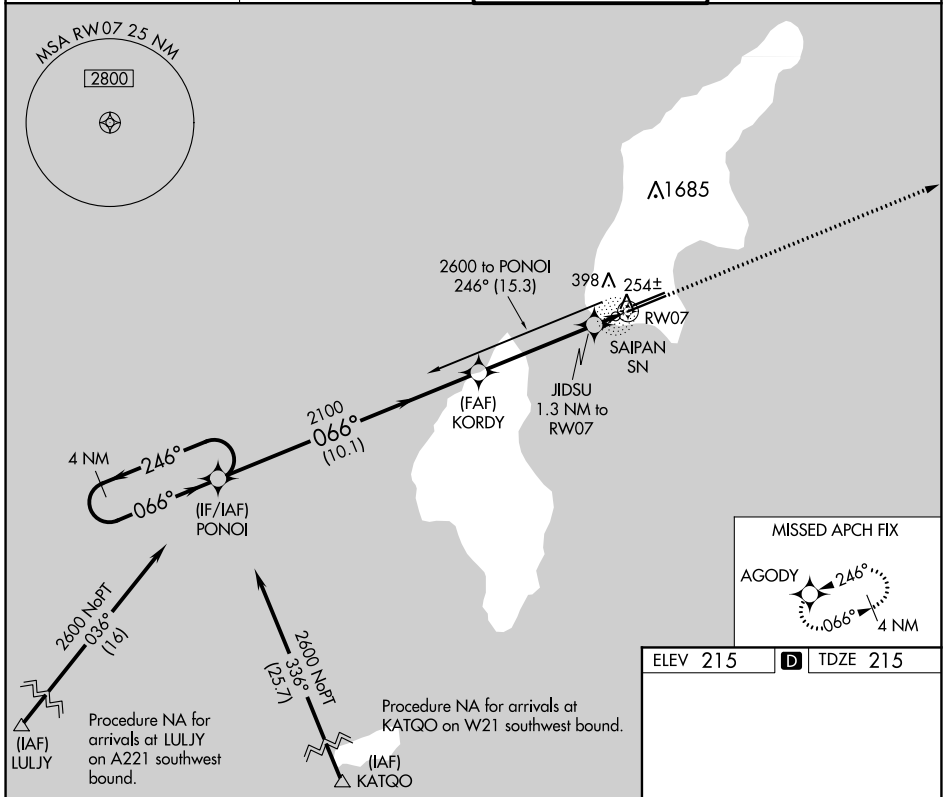 MSA RW07 25 NM
2800
1685
2600 to PONOI
246° (15.3)
398
254±
RW07
SAIPAN
SN
JIDSU
1.3 NM to
RW07
(FAF)
KORDY
2100
066°
(10.1)
4 NM
246°
066°
(IF/IAF)
PONOI
2600 NoPT
036°
(16)
2600 NoPT
336°
(25.7)
(IAF)
LULJY
Procedure NA for
arrivals at LULJY
on A221 southwest
bound.
Procedure NA for arrivals at
KATQO on W21 southwest bound.
(IAF)
KATQO
MISSED APCH FIX
AGODY
246°
066°
4 NM
ELEV 215 D TDZE 215